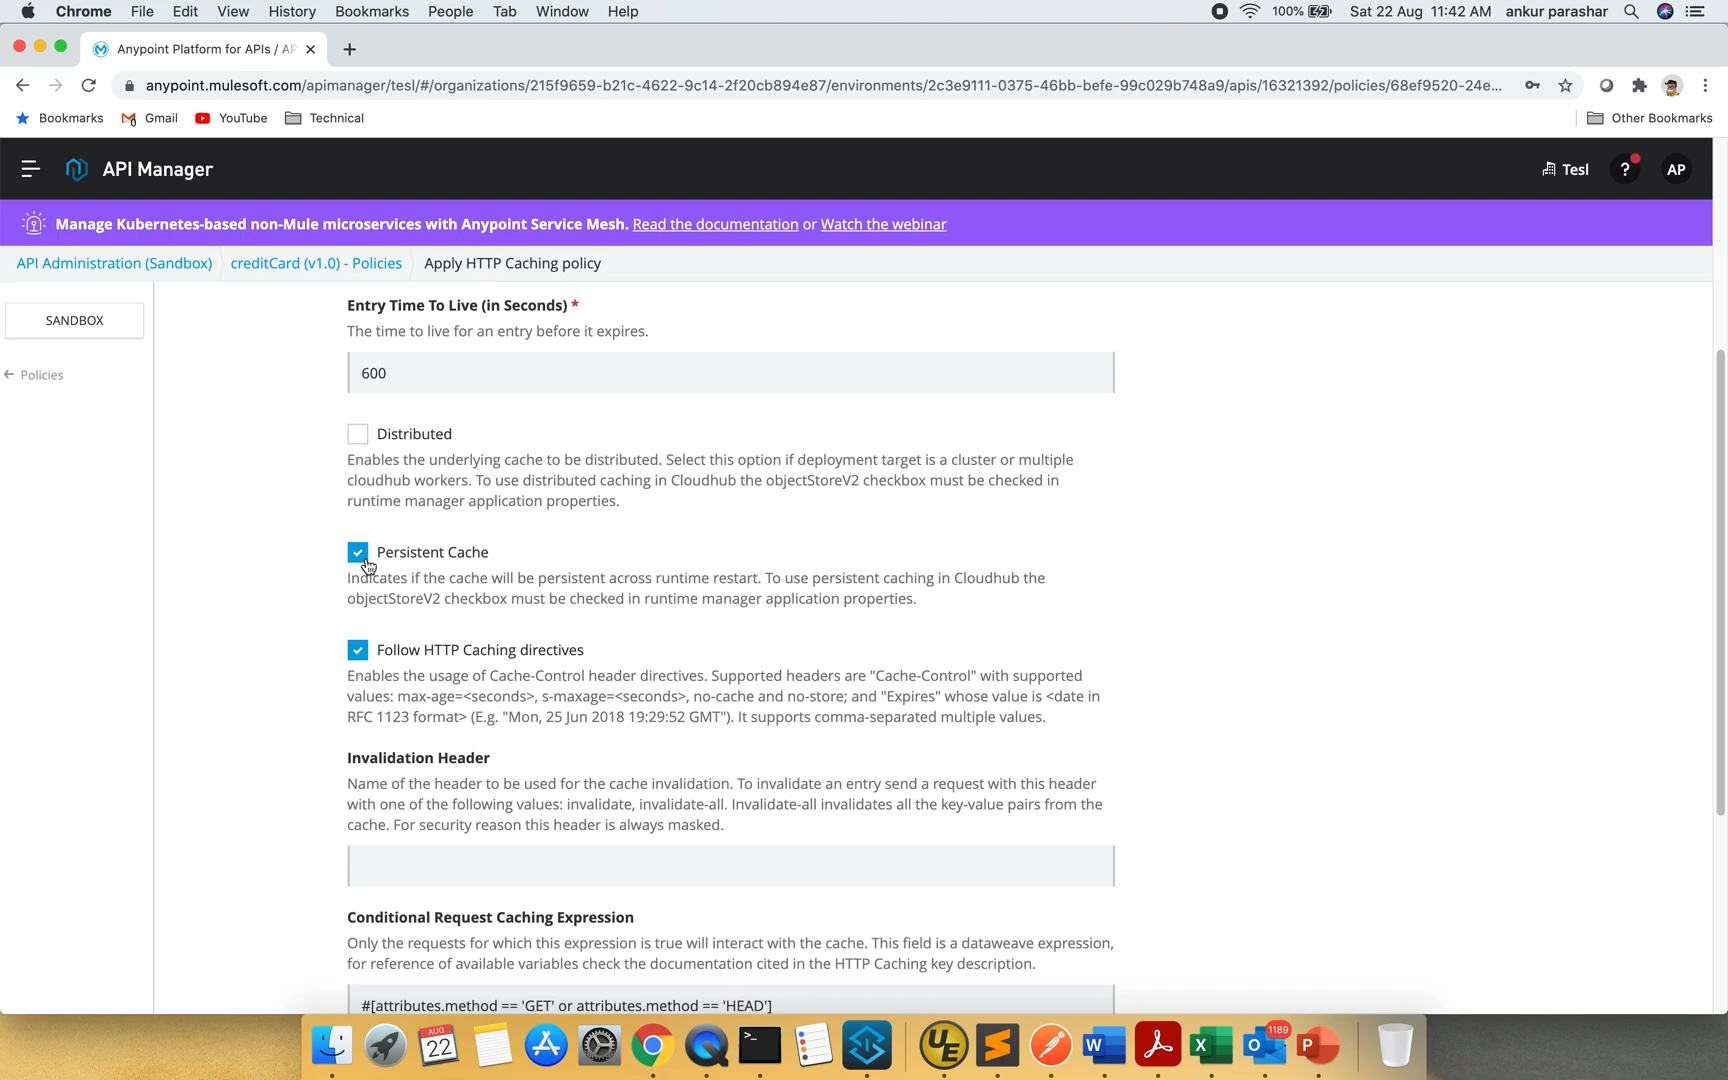 Chrome File Edit View History Bookmarks People Tab Window Help 100% Sat 22 Aug 11:42 AM ankur parashar
Anypoint Platform for APIs / AP
anypoint.mulesoft.com/apimanager/tesl/#/organizations/215f9659-b21c-4622-9c14-2f20cb894e87/environments/2c3e9111-0375-46bb-befe-99c029b748a9/apis/16321392/policies/68ef9520-24e...
Bookmarks Gmail YouTube Technical Other Bookmarks
API Manager Tesl ? AP
Manage Kubernetes-based non-Mule microservices with Anypoint Service Mesh. Read the documentation or Watch the webinar
API Administration (Sandbox) creditCard (v1.0) - Policies Apply HTTP Caching policy
SANDBOX
Policies
Entry Time To Live (in Seconds) *
The time to live for an entry before it expires.
600
Distributed
Enables the underlying cache to be distributed. Select this option if deployment target is a cluster or multiple
cloudhub workers. To use distributed caching in Cloudhub the objectStoreV2 checkbox must be checked in
runtime manager application properties.
Persistent Cache
Indicates if the cache will be persistent across runtime restart. To use persistent caching in Cloudhub the
objectStoreV2 checkbox must be checked in runtime manager application properties.
Follow HTTP Caching directives
Enables the usage of Cache-Control header directives. Supported headers are "Cache-Control" with supported
values: max-age=<seconds>, s-maxage=<seconds>, no-cache and no-store; and "Expires" whose value is <date in
RFC 1123 format> (E.g. "Mon, 25 Jun 2018 19:29:52 GMT"). It supports comma-separated multiple values.
Invalidation Header
Name of the header to be used for the cache invalidation. To invalidate an entry send a request with this header
with one of the following values: invalidate, invalidate-all. Invalidate-all invalidates all the key-value pairs from the
cache. For security reason this header is always masked.
Conditional Request Caching Expression
Only the requests for which this expression is true will interact with the cache. This field is a dataweave expression,
for reference of available variables check the documentation cited in the HTTP Caching key description.
#[attributes.method == 'GET' or attributes.method == 'HEAD']
AUG
22
>_
UE
W
X
O
1189
P